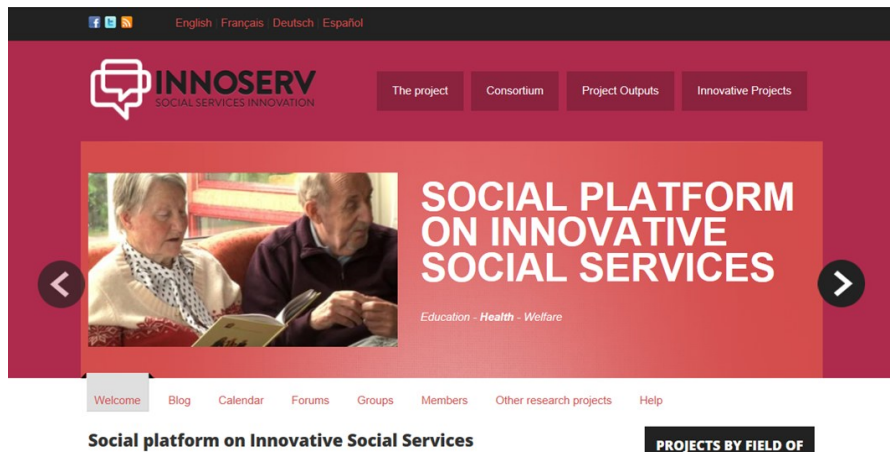 English | Français | Deutsch | Español
INNOSERV
SOCIAL SERVICES INNOVATION
The project
Consortium
Project Outputs
Innovative Projects
SOCIAL PLATFORM
ON INNOVATIVE
SOCIAL SERVICES
Education - Health - Welfare
Welcome
Blog
Calendar
Forums
Groups
Members
Other research projects
Help
Social platform on Innovative Social Services
PROJECTS BY FIELD OF